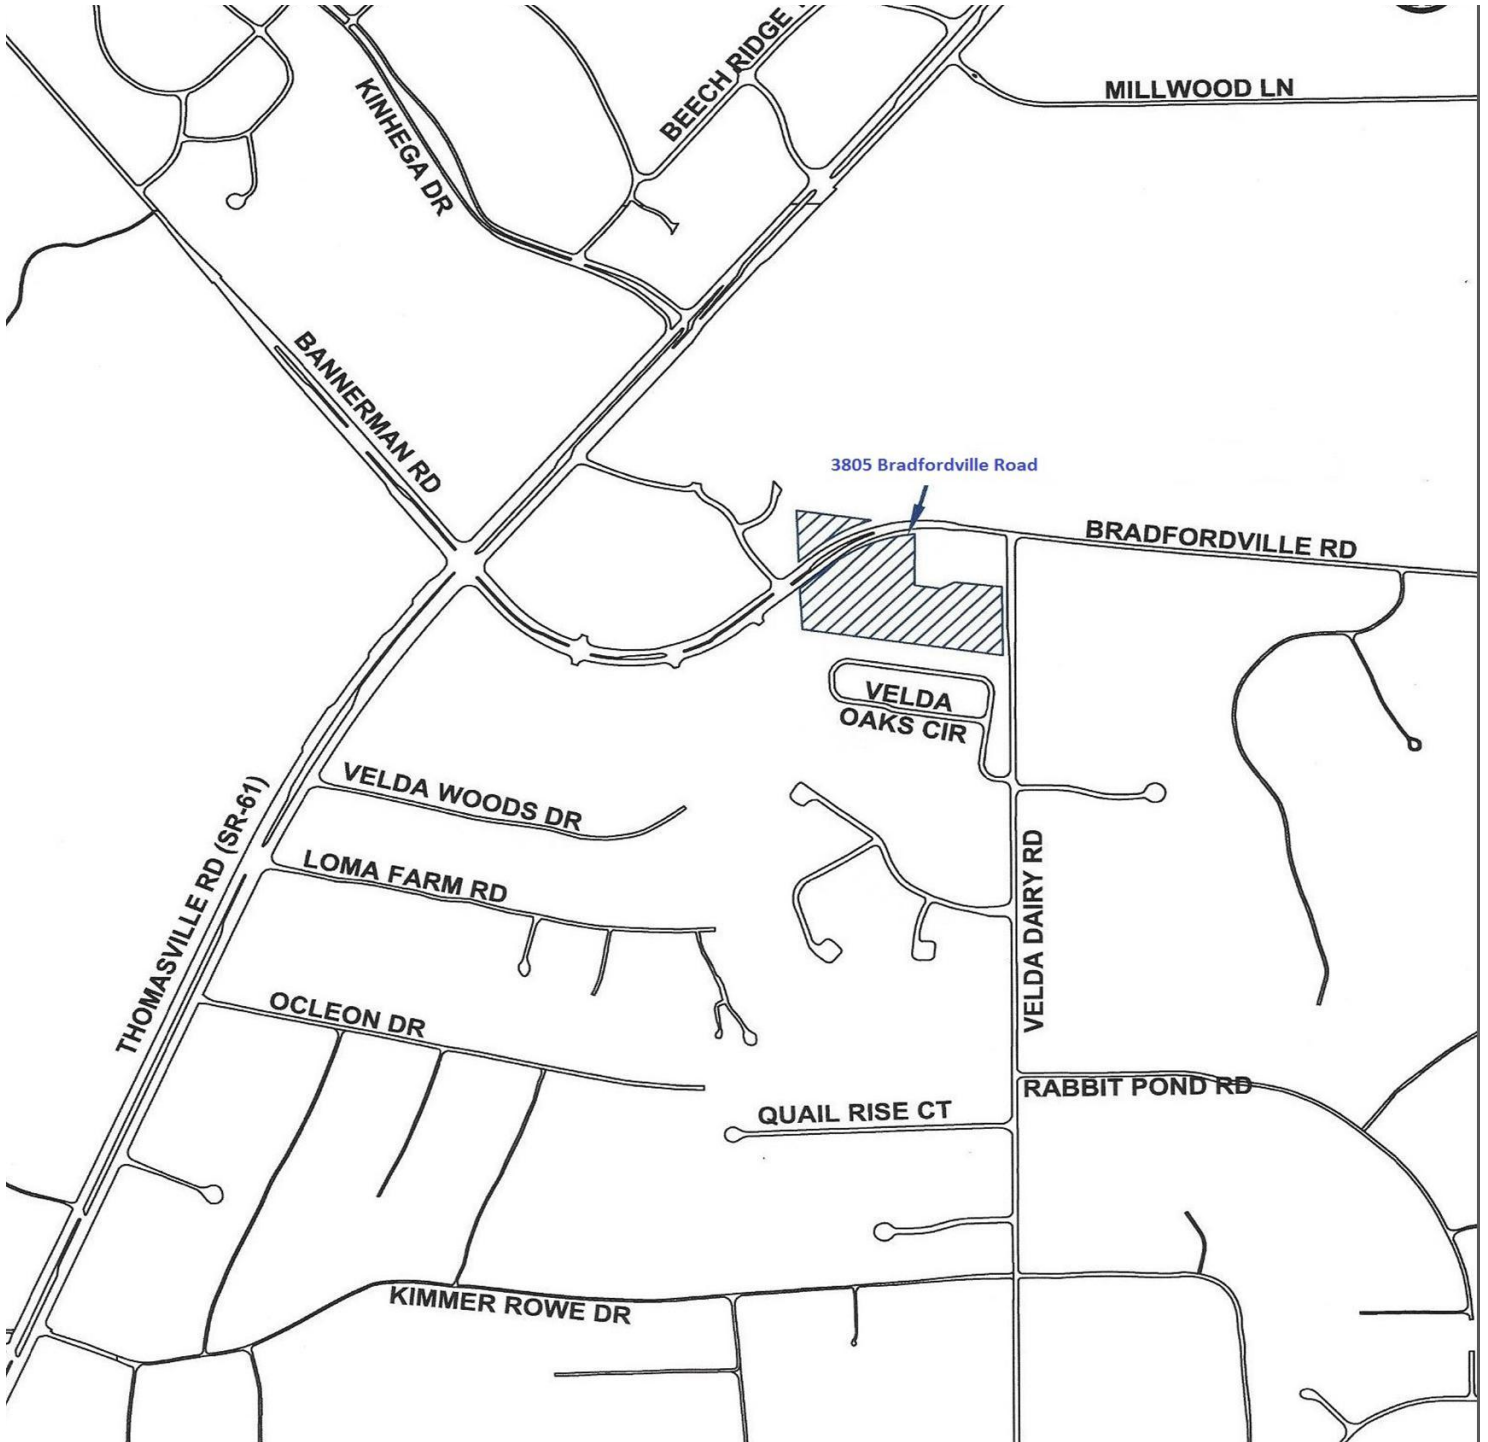 BEECH RIDGE
MILLWOOD LN
KINHEGA DR
BANNERMAN RD
3805 Bradfordville Road
BRADFORDVILLE RD
VELDA
OAKS CIR
VELDA WOODS DR
THOMASVILLE RD (SR-61)
LOMA FARM RD
VELDA DAIRY RD
OCLEON DR
RABBIT POND RD
QUAIL RISE CT
KIMMER ROWE DR